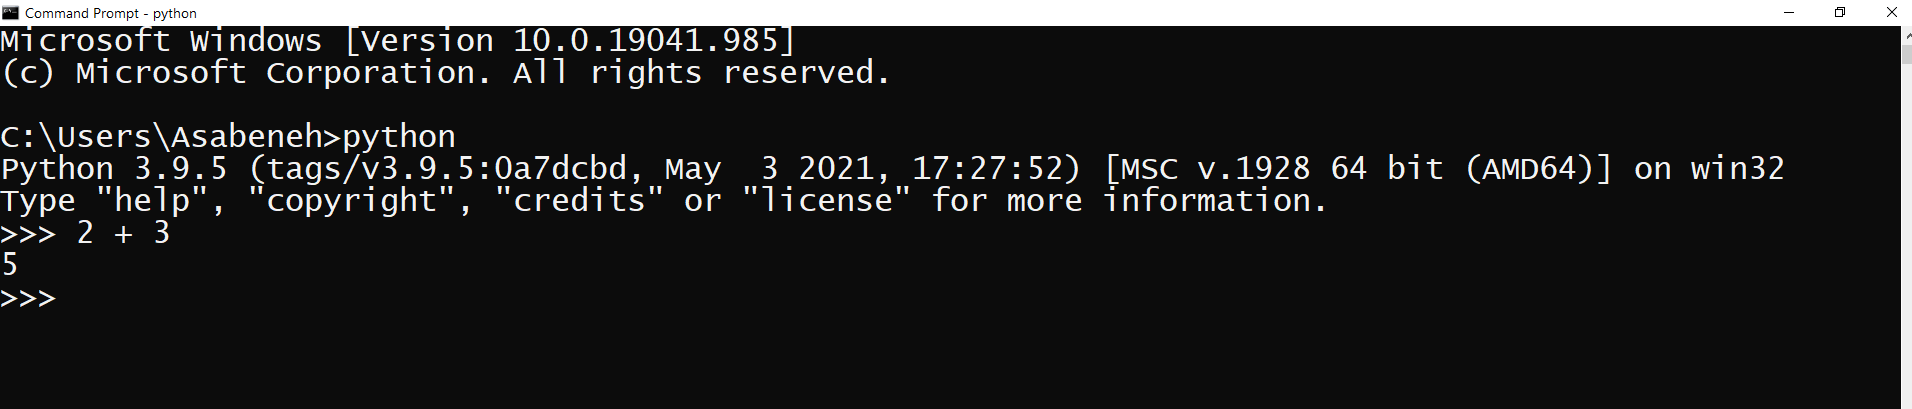 Command Prompt - python
Microsoft Windows [Version 10.0.19041.985]
(c) Microsoft Corporation. All rights reserved.
C:\Users\Asabeneh>python
Python 3.9.5 (tags/v3.9.5:0a7dcbd, May  3 2021, 17:27:52) [MSC v.1928 64 bit (AMD64)] on win32
Type "help", "copyright", "credits" or "license" for more information.
>>> 2 + 3
5
>>>